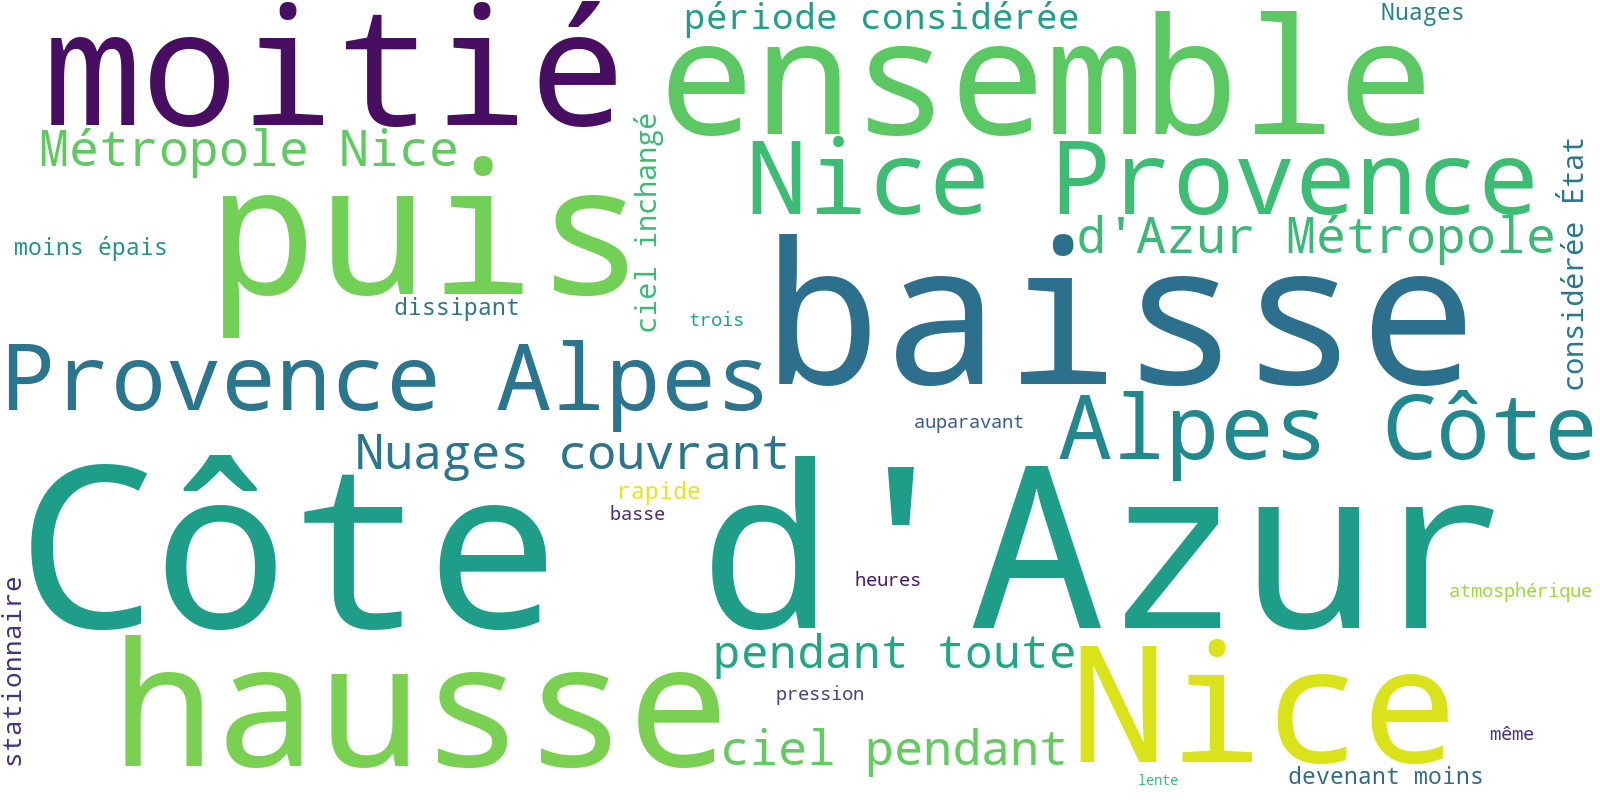 moitié
ensemble
période considérée
Nuages
Métropole Nice
puis
ciel inchangé
Nice Provence
considérée État
d'Azur Métropole
moins épais
dissipant
trois
baisse
Provence Alpes
Alpes Côte
auparavant
Nuages couvrant
rapide
basse
Côte d'Azur
heures
atmosphérique
stationnaire
hausse
pendant toute
Nice
pression
ciel pendant
même
devenant moins
lente